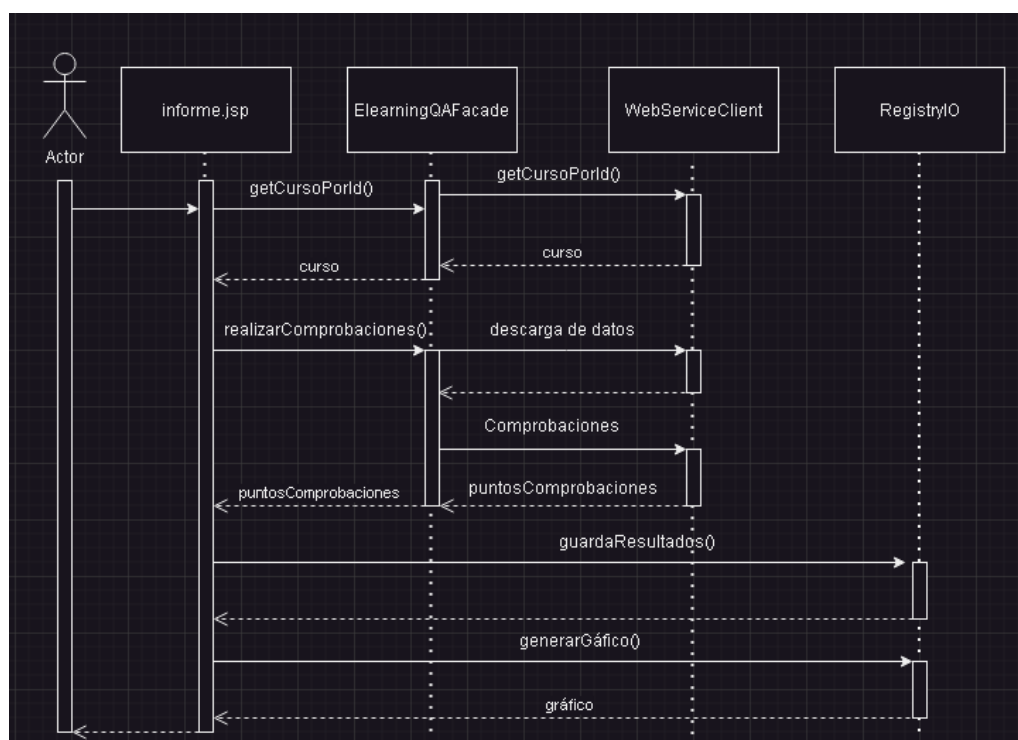 informe.jsp
ElearningQAFacade
WebServiceClient
RegistryIO
Actor
getCursoPorId()
getCursoPorId()
curso
curso
realizarComprobaciones()
descarga de datos
Comprobaciones
puntosComprobaciones
puntosComprobaciones
guardaResultados()
generarGáfico()
gráfico